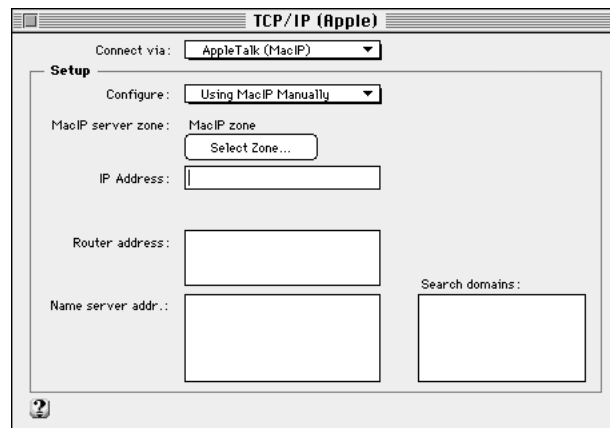 TCP/IP (Apple)
Connect via: AppleTalk (MacIP)
Setup
Configure: Using MacIP Manually
MacIP server zone: MacIP zone
Select Zone...
IP Address:
Router address:
Search domains:
Name server addr.:
?